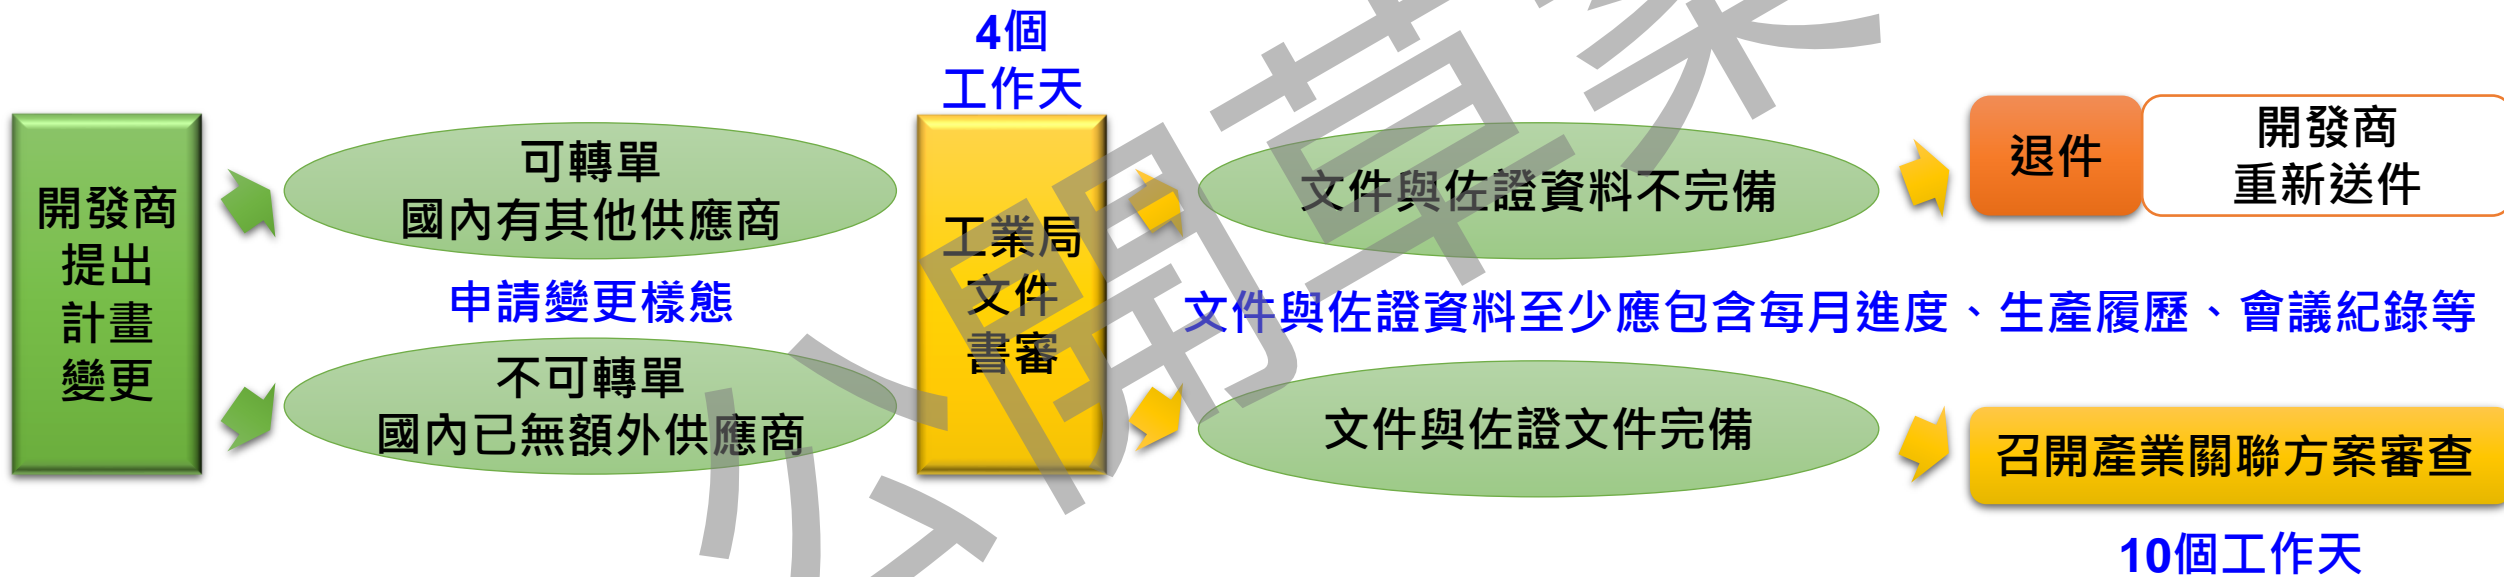 開發商
提出
計畫
變更
可轉單
國內有其他供應商
申請變更樣態
不可轉單
國內已無額外供應商
4個
工作天
工業局
文件
書審
文件與佐證資料不完備
文件與佐證資料至少應包含每月進度、生產履歷、會議紀錄等
文件與佐證文件完備
退件
開發商
重新送件
召開產業關聯方案審查
10個工作天
公開草案